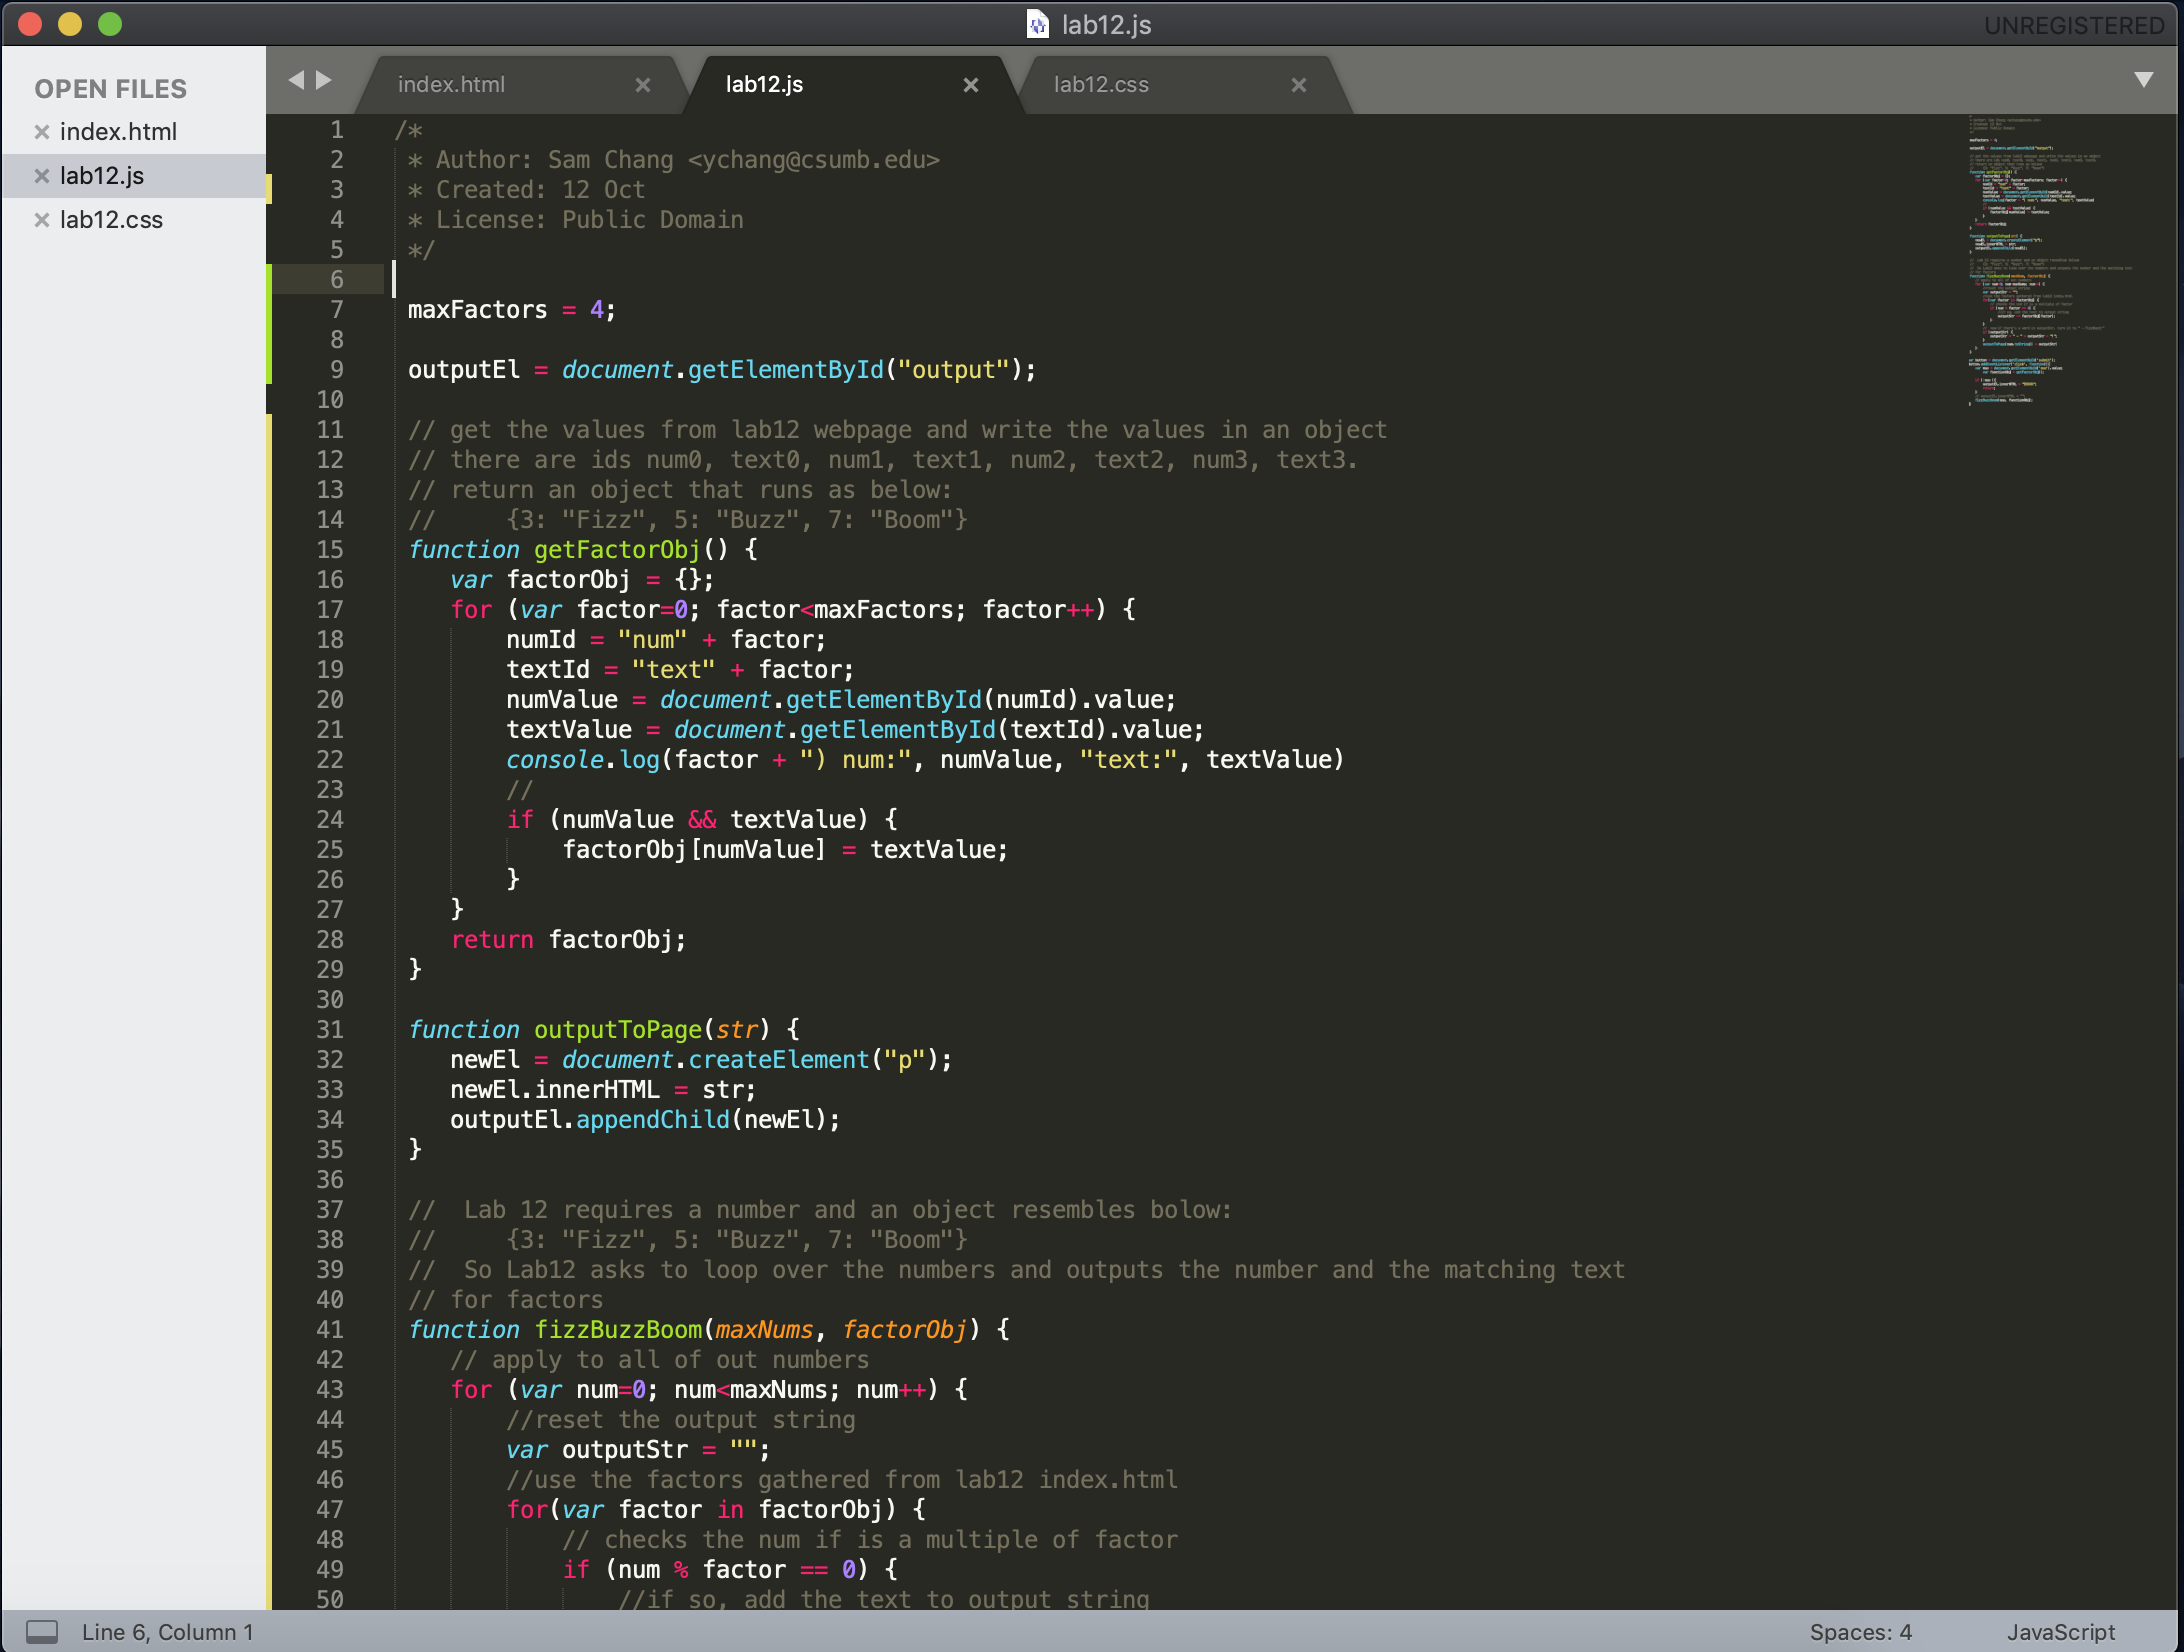 lab12.js
UNREGISTERED
OPEN FILES
index.html
lab12.js
lab12.css
index.html
lab12.js
lab12.css
1 /*
2 * Author: Sam Chang <ychang@csumb.edu>
3 * Created: 12 Oct
4 * License: Public Domain
5 */
6
7 maxFactors = 4;
8
9 outputEl = document.getElementById("output");
10
11 // get the values from lab12 webpage and write the values in an object
12 // there are ids num0, text0, num1, text1, num2, text2, num3, text3.
13 // return an object that runs as below:
14 //     {3: "Fizz", 5: "Buzz", 7: "Boom"}
15 function getFactorObj() {
16    var factorObj = {};
17    for (var factor=0; factor<maxFactors; factor++) {
18        numId = "num" + factor;
19        textId = "text" + factor;
20        numValue = document.getElementById(numId).value;
21        textValue = document.getElementById(textId).value;
22        console.log(factor + ") num:", numValue, "text:", textValue)
23        //
24        if (numValue && textValue) {
25            factorObj[numValue] = textValue;
26        }
27    }
28    return factorObj;
29 }
30
31 function outputToPage(str) {
32    newEl = document.createElement("p");
33    newEl.innerHTML = str;
34    outputEl.appendChild(newEl);
35 }
36
37 //  Lab 12 requires a number and an object resembles bolow:
38 //     {3: "Fizz", 5: "Buzz", 7: "Boom"}
39 //  So Lab12 asks to loop over the numbers and outputs the number and the matching text
40 // for factors
41 function fizzBuzzBoom(maxNums, factorObj) {
42    // apply to all of out numbers
43    for (var num=0; num<maxNums; num++) {
44        //reset the output string
45        var outputStr = "";
46        //use the factors gathered from lab12 index.html
47        for(var factor in factorObj) {
48            // checks the num if is a multiple of factor
49            if (num % factor == 0) {
50                //if so, add the text to output string
Line 6, Column 1
Spaces: 4
JavaScript